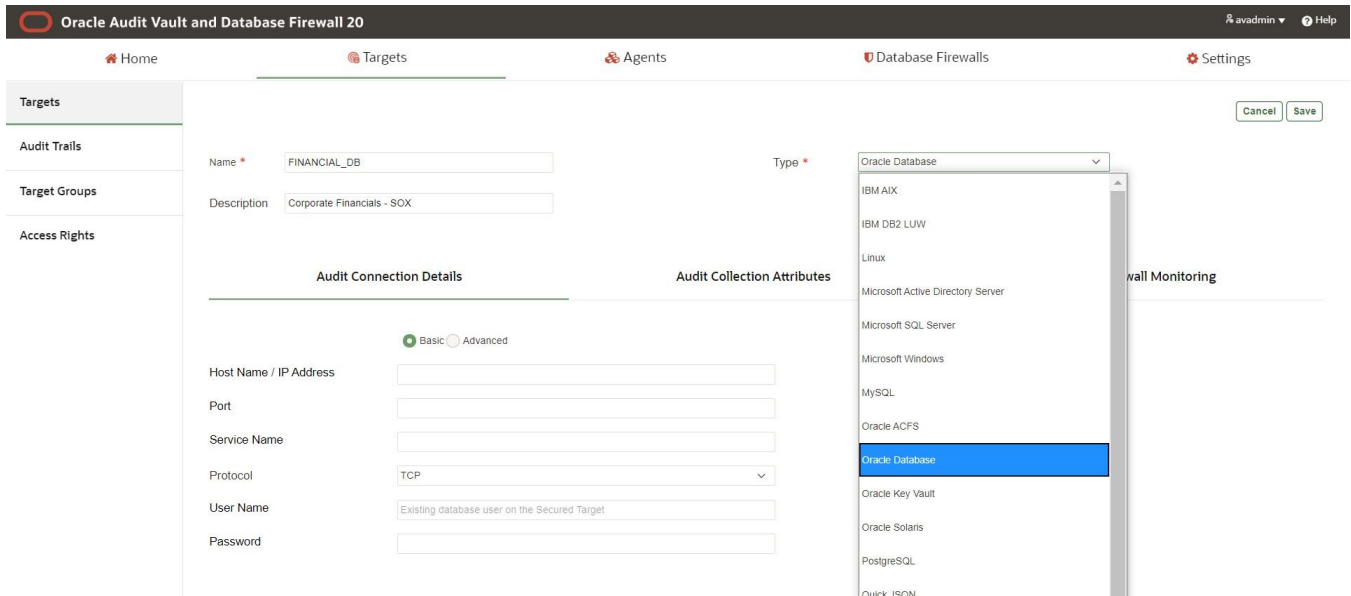 Oracle Audit Vault and Database Firewall 20
avadmin
Help
Home
Targets
Agents
Database Firewalls
Settings
Targets
Audit Trails
Target Groups
Access Rights
Cancel
Save
Name *
FINANCIAL_DB
Type *
Oracle Database
Description
Corporate Financials - SOX
IBM AIX
IBM DB2 LUW
Linux
Microsoft Active Directory Server
Microsoft SQL Server
Microsoft Windows
MySQL
Oracle ACFS
Oracle Database
Oracle Key Vault
Oracle Solaris
PostgreSQL
Quick JSON
Audit Connection Details
Audit Collection Attributes
wall Monitoring
Basic
Advanced
Host Name / IP Address
Port
Service Name
Protocol
TCP
User Name
Existing database user on the Secured Target
Password